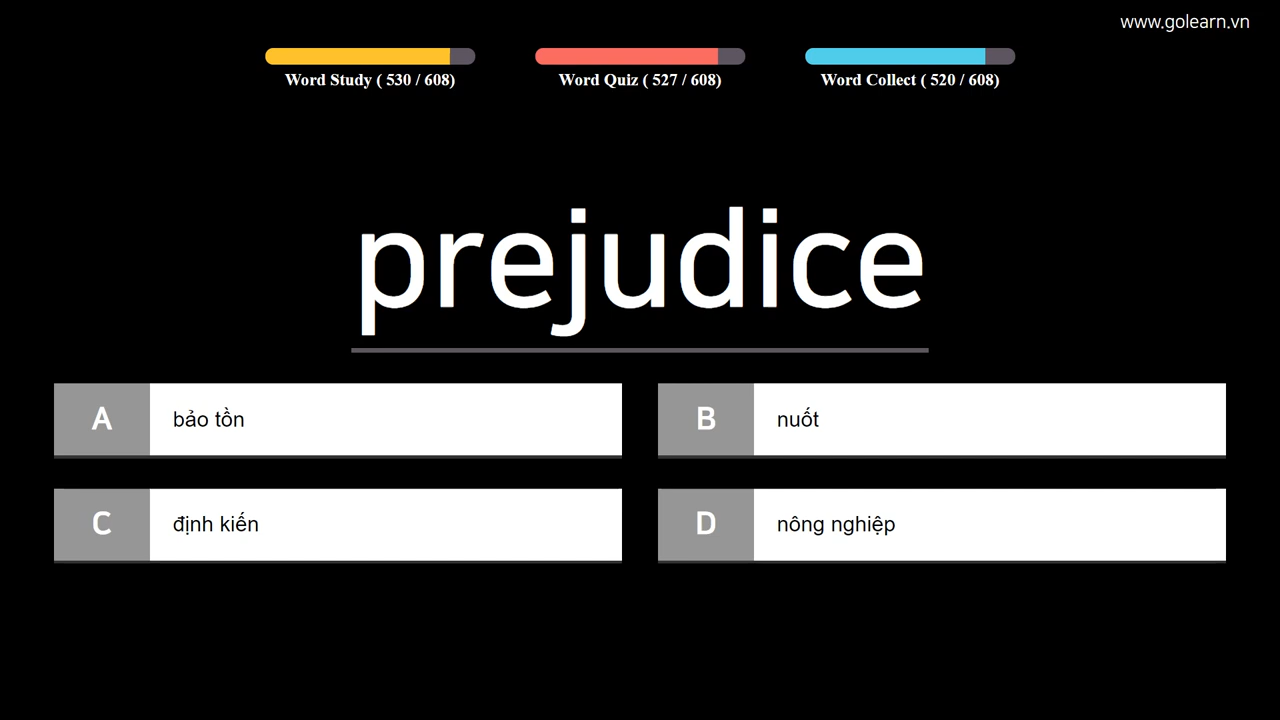 www.golearn.vn
Word Study ( 530 / 608)
Word Quiz ( 527 / 608)
Word Collect ( 520 / 608)
prejudice
A bảo tồn
B nuốt
C định kiến
D nông nghiệp